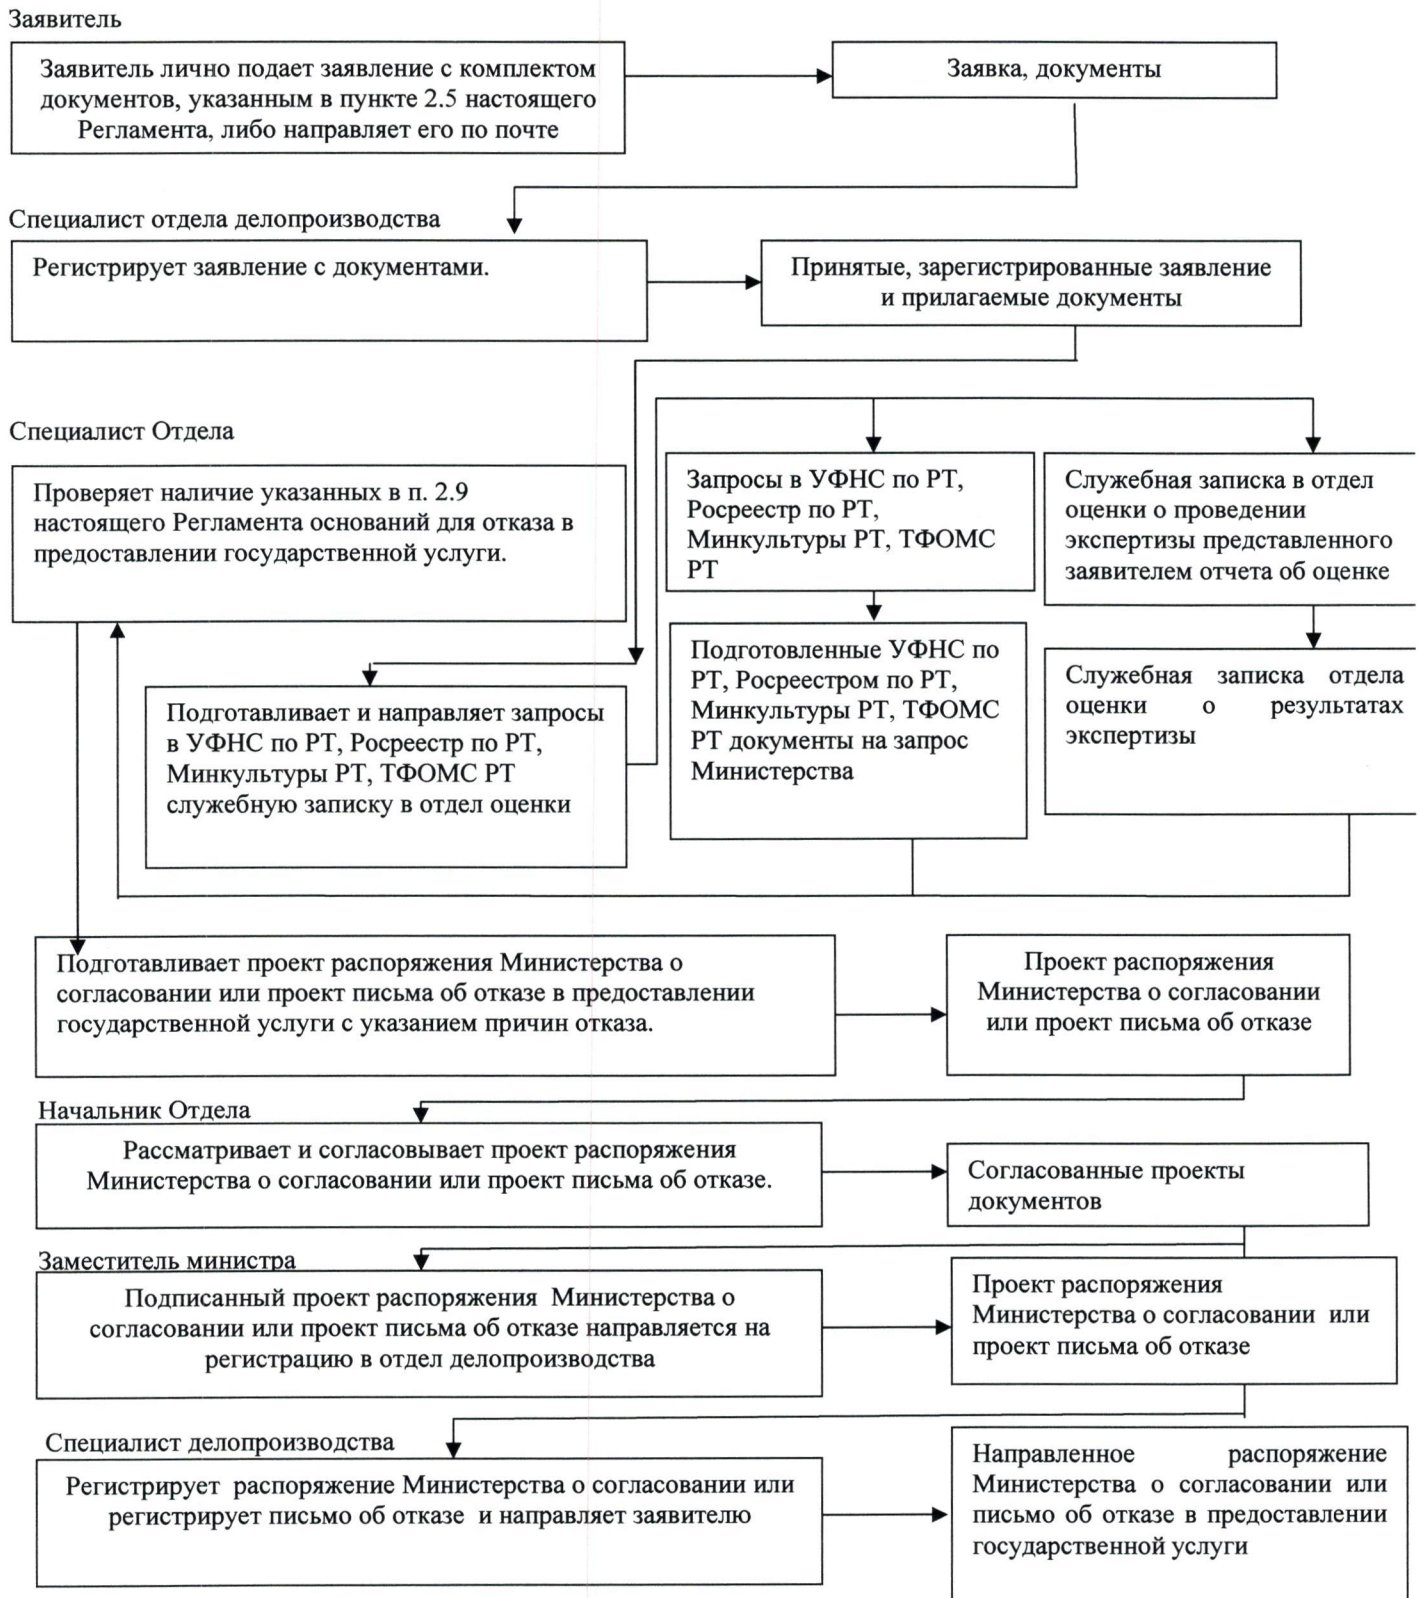 Заявитель
Заявитель лично подает заявление с комплектом
документов, указанным в пункте 2.5 настоящего
Регламента, либо направляет его по почте
Заявка, документы
Специалист отдела делопроизводства
Регистрирует заявление с документами.
Принятые, зарегистрированные заявление
и прилагаемые документы
Специалист Отдела
Проверяет наличие указанных в п. 2.9
настоящего Регламента оснований для отказа в
предоставлении государственной услуги.
Запросы в УФНС по РТ,
Росреестр по РТ,
Минкультуры РТ, ТФОМС
РТ
Служебная записка в отдел
оценки о проведении
экспертизы представленного
заявителем отчета об оценке
Подготавливает и направляет запросы
в УФНС по РТ, Росреестр по РТ,
Минкультуры РТ, ТФОМС РТ
служебную записку в отдел оценки
Подготовленные УФНС по
РТ, Росреестром по РТ,
Минкультуры РТ, ТФОМС
РТ документы на запрос
Министерства
Служебная записка отдела
оценки о результатах
экспертизы
Подготавливает проект распоряжения Министерства о
согласовании или проект письма об отказе в предоставлении
государственной услуги с указанием причин отказа.
Проект распоряжения
Министерства о согласовании
или проект письма об отказе
Начальник Отдела
Рассматривает и согласовывает проект распоряжения
Министерства о согласовании или проект письма об отказе.
Согласованные проекты
документов
Заместитель министра
Подписанный проект распоряжения Министерства о
согласовании или проект письма об отказе направляется на
регистрацию в отдел делопроизводства
Проект распоряжения
Министерства о согласовании или
проект письма об отказе
Специалист делопроизводства
Регистрирует распоряжение Министерства о согласовании или
регистрирует письмо об отказе и направляет заявителю
Направленное распоряжение
Министерства о согласовании или
письмо об отказе в предоставлении
государственной услуги